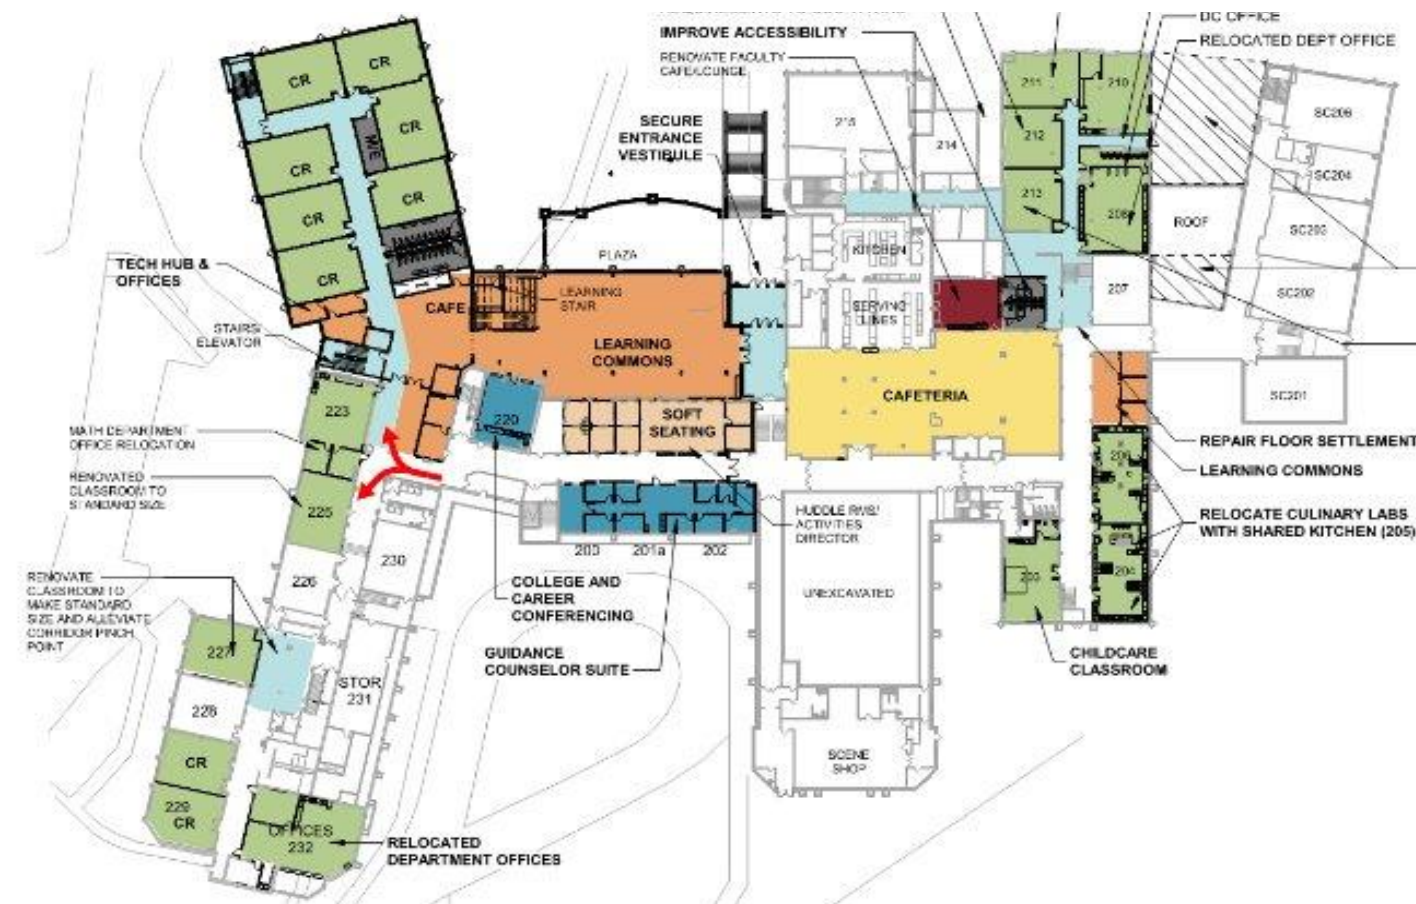 IMPROVE ACCESSIBILITY
RENOVATE FACULTY
CAFE/LOUNGE
SECURE
ENTRANCE
VESTIBULE
DC OFFICE
RELOCATED DEPT OFFICE
CR
CR
CR
M/E
CR
CR
CR
CR
CR
215
214
211
210
212
213
208
SC206
SC204
SC203
SC202
SC201
ROOF
207
KITCHEN
SERVING
LINES
PLAZA
TECH HUB &
OFFICES
CAFE
LEARNING
STAIR
STAIRS/
ELEVATOR
LEARNING
COMMONS
CAFETERIA
220
SOFT
SEATING
223
MATH DEPARTMENT
OFFICE RELOCATION
RENOVATED
CLASSROOM TO
STANDARD SIZE
225
REPAIR FLOOR SETTLEMENT
LEARNING COMMONS
206
RELOCATE CULINARY LABS
WITH SHARED KITCHEN (205)
204
203
HUDDLE RMS/
ACTIVITIES
DIRECTOR
200
201a
202
226
230
RENOVATE
CLASSROOM TO
MAKE STANDARD
SIZE AND ALLEVIATE
CORRIDOR PINCH
POINT
COLLEGE AND
CAREER
CONFERENCING
UNEXCAVATED
GUIDANCE
COUNSELOR SUITE
CHILDCARE
CLASSROOM
227
STOR
231
228
SCENE
SHOP
CR
229
CR
OFFICES
232
RELOCATED
DEPARTMENT OFFICES